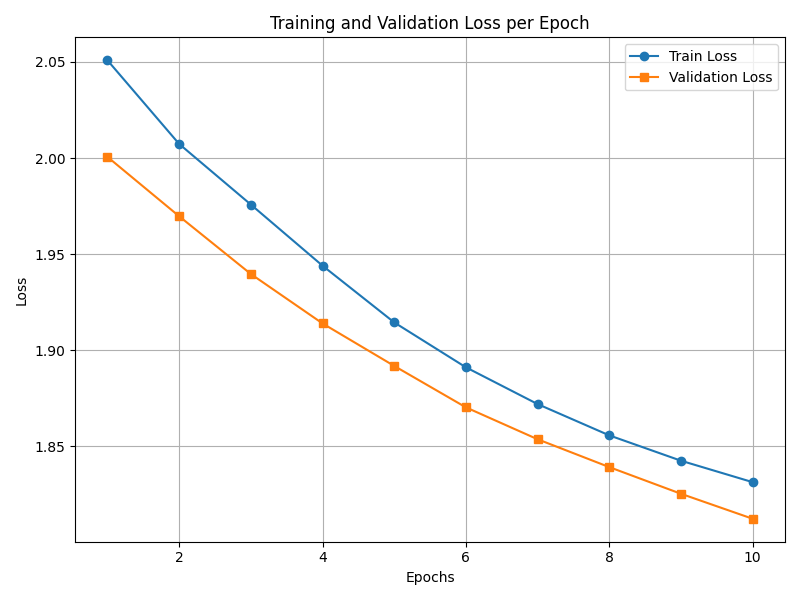 Training and Validation Loss per Epoch
Train Loss
Validation Loss
2.05
2.00
1.95
1.90
1.85
Loss
2 4 6 8 10
Epochs